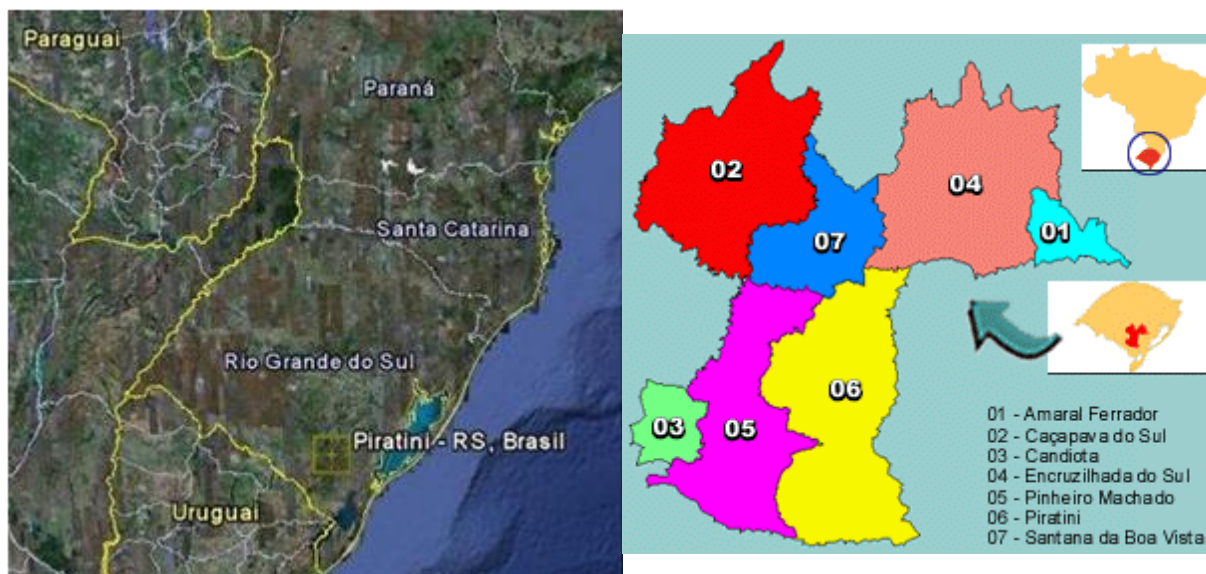 Paraguai
Paraná
Santa Catarina
Rio Grande do Sul
Piratini - RS, Brasil
Uruguai
02
04
01
07
06
03
05
01 - Amaral Ferrador
02 - Caçapava do Sul
03 - Candiota
04 - Encruzilhada do Sul
05 - Pinheiro Machado
06 - Piratini
07 - Santana da Boa Vista